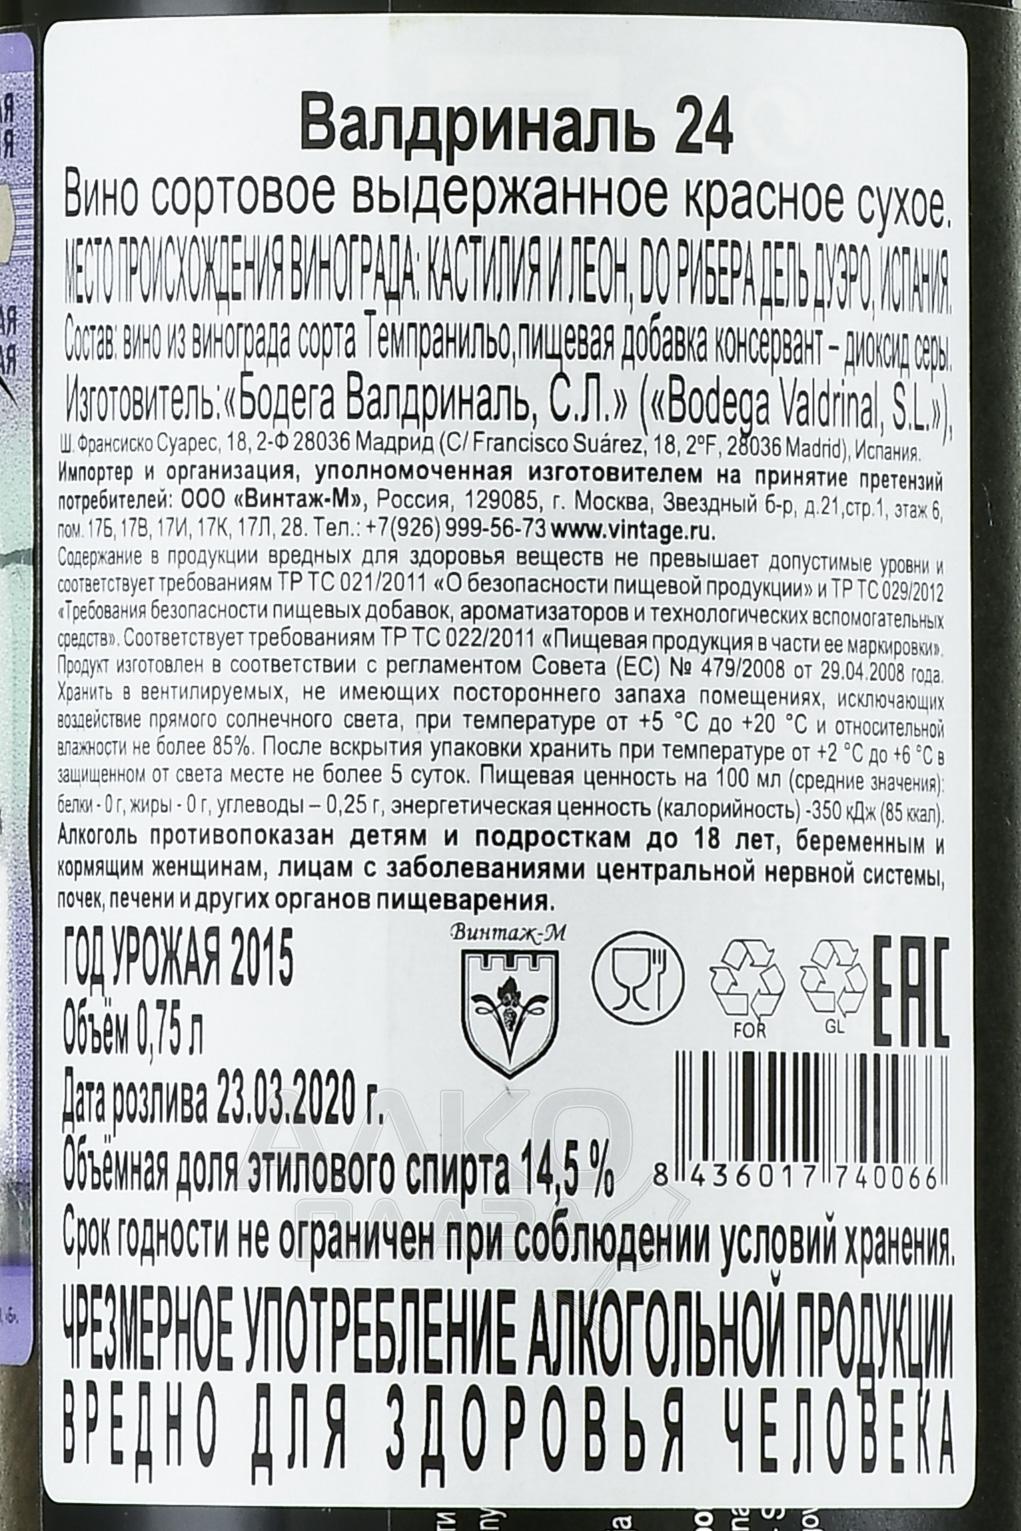 Валдриналь 24
Вино сортовое выдержанное красное сухое.
МЕСТО ПРОИСХОЖДЕНИЯ ВИНОГРАДА: КАСТИЛИЯ И ЛЕОН, DO РИБЕРА ДЕЛЬ ДУЭРО, ИСПАНИЯ.
Состав: вино из винограда сорта Темпранильо,пищевая добавка консервант – диоксид серы.
Изготовитель:«Бодега Валдриналь, С.Л.» («Bodega Valdrinal, S.L.»),
Ш. Франсиско Суарес, 18, 2-Ф 28036 Мадрид (C/ Francisco Suárez, 18, 2ºF, 28036 Madrid), Испания.
Импортер и организация, уполномоченная изготовителем на принятие претензий
потребителей: ООО «Винтаж-М», Россия, 129085, г. Москва, Звездный б-р, д.21,стр.1, этаж 6,
пом. 17Б, 17В, 17И, 17К, 17Л, 28. Тел.: +7(926) 999-56-73 www.vintage.ru.
Содержание в продукции вредных для здоровья веществ не превышает допустимые уровни и
соответствует требованиям ТР ТС 021/2011 «О безопасности пищевой продукции» и ТР ТС 029/2012
«Требования безопасности пищевых добавок, ароматизаторов и технологических вспомогательных
средств». Соответствует требованиям ТР ТС 022/2011 «Пищевая продукция в части ее маркировки».
Продукт изготовлен в соответствии с регламентом Совета (ЕС) № 479/2008 от 29.04.2008 года.
Хранить в вентилируемых, не имеющих постороннего запаха помещениях, исключающих
воздействие прямого солнечного света, при температуре от +5 °С до +20 °С и относительной
влажности не более 85%. После вскрытия упаковки хранить при температуре от +2 °С до +6 °С в
защищенном от света месте не более 5 суток. Пищевая ценность на 100 мл (средние значения):
белки - 0 г, жиры - 0 г, углеводы – 0,25 г, энергетическая ценность (калорийность) -350 кДж (85 ккал).
Алкоголь противопоказан детям и подросткам до 18 лет, беременным и
кормящим женщинам, лицам с заболеваниями центральной нервной системы,
почек, печени и других органов пищеварения.
ГОД УРОЖАЯ 2015
Винтаж-М
FOR
GL
ЕАС
Объём 0,75 л
Дата розлива 23.03.2020 г.
Объёмная доля этилового спирта 14,5 %
8 436017 740066
Срок годности не ограничен при соблюдении условий хранения.
ЧРЕЗМЕРНОЕ УПОТРЕБЛЕНИЕ АЛКОГОЛЬНОЙ ПРОДУКЦИИ
ВРЕДНО ДЛЯ ЗДОРОВЬЯ ЧЕЛОВЕКА
АЛКО
ПЛАЗА